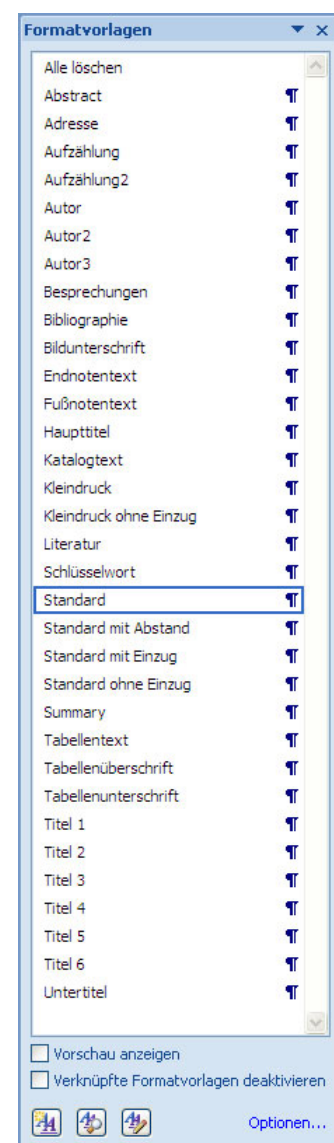 Formatvorlagen
Alle löschen
Abstract ¶
Adresse ¶
Aufzählung ¶
Aufzählung2 ¶
Autor ¶
Autor2 ¶
Autor3 ¶
Besprechungen ¶
Bibliographie ¶
Bildunterschrift ¶
Endnotentext ¶
Fußnotentext ¶
Haupttitel ¶
Katalogtext ¶
Kleindruck ¶
Kleindruck ohne Einzug ¶
Literatur ¶
Schlüsselwort ¶
Standard ¶
Standard mit Abstand ¶
Standard mit Einzug ¶
Standard ohne Einzug ¶
Summary ¶
Tabellentext ¶
Tabellenüberschrift ¶
Tabellenunterschrift ¶
Titel 1 ¶
Titel 2 ¶
Titel 3 ¶
Titel 4 ¶
Titel 5 ¶
Titel 6 ¶
Untertitel ¶
Vorschau anzeigen
Verknüpfte Formatvorlagen deaktivieren
Optionen...